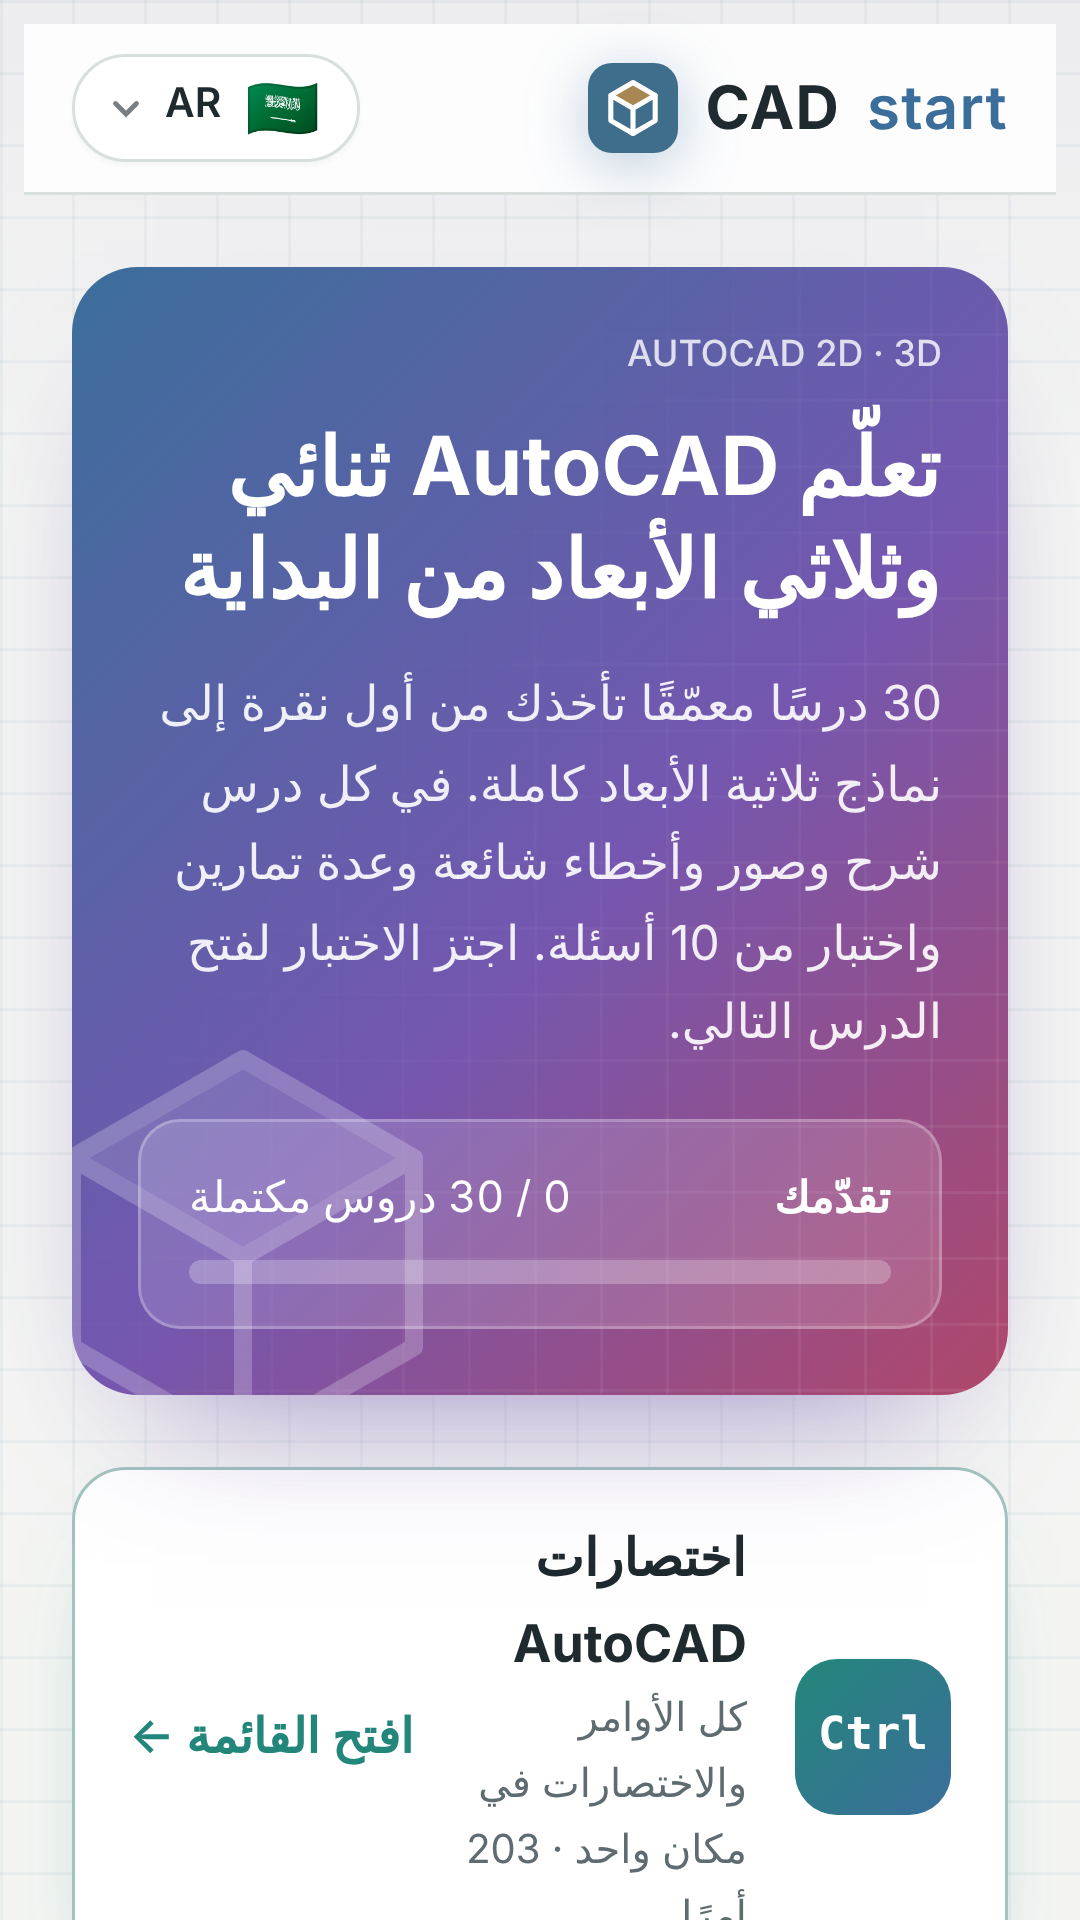 CAD start
AR
AUTOCAD 2D · 3D
تعلّم AutoCAD ثنائي
وثلاثي الأبعاد من البداية
30 درسًا معمّقًا تأخذك من أول نقرة إلى
نماذج ثلاثية الأبعاد كاملة. في كل درس
شرح وصور وأخطاء شائعة وعدة تمارين
واختبار من 10 أسئلة. اجتز الاختبار لفتح
الدرس التالي.
تقدّمك
0 / 30 دروس مكتملة
Ctrl
اختصارات
AutoCAD
كل الأوامر
والاختصارات في
مكان واحد · 203
أمرًا
افتح القائمة ←